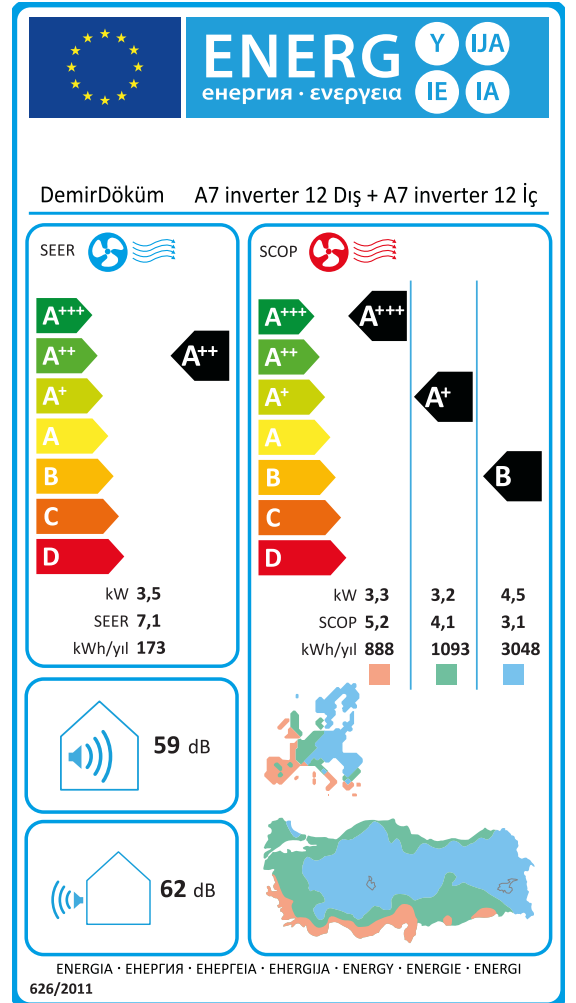 ENERG
енергия · ενεργεια
Y IJA
IE IA
DemirDöküm A7 inverter 12 Dış + A7 inverter 12 İç
SEER
A+++
A++
A+
A
B
C
D
A++
kW 3,5
SEER 7,1
kWh/yıl 173
SCOP
A+++
A++
A+
A
B
C
D
A+++
A+
B
kW 3,3 3,2 4,5
SCOP 5,2 4,1 3,1
kWh/yıl 888 1093 3048
59 dB
62 dB
ENERGIA · ЕНЕРГИЯ · ΕΝΕΡΓΕΙΑ · ENERGIJA · ENERGY · ENERGIE · ENERGI
626/2011